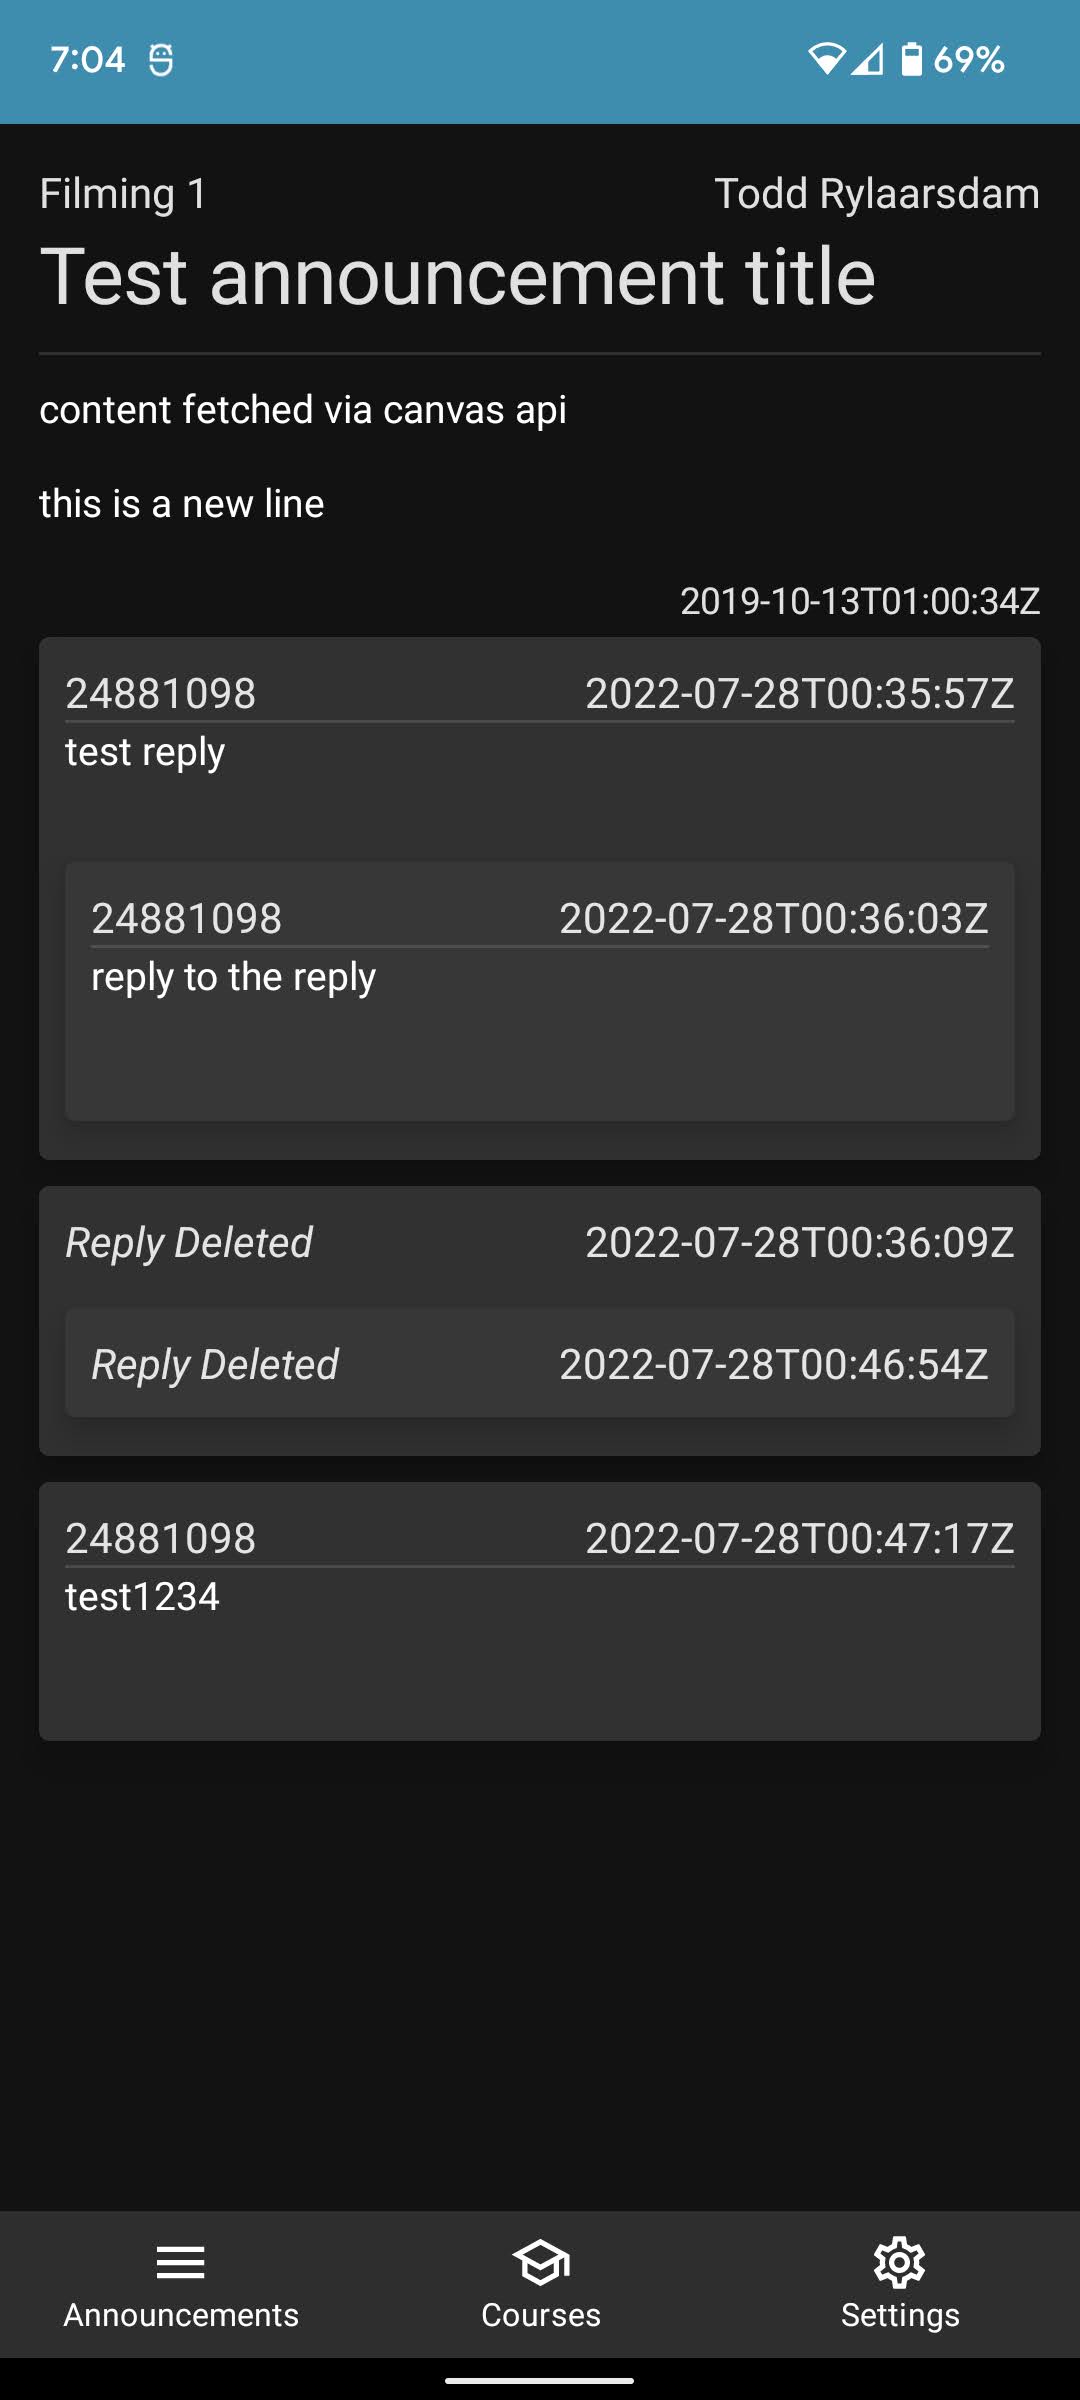 7:04 69%
Filming 1 Todd Rylaarsdam
Test announcement title
content fetched via canvas api
this is a new line
2019-10-13T01:00:34Z
24881098 2022-07-28T00:35:57Z
test reply
24881098 2022-07-28T00:36:03Z
reply to the reply
Reply Deleted 2022-07-28T00:36:09Z
Reply Deleted 2022-07-28T00:46:54Z
24881098 2022-07-28T00:47:17Z
test1234
Announcements Courses Settings